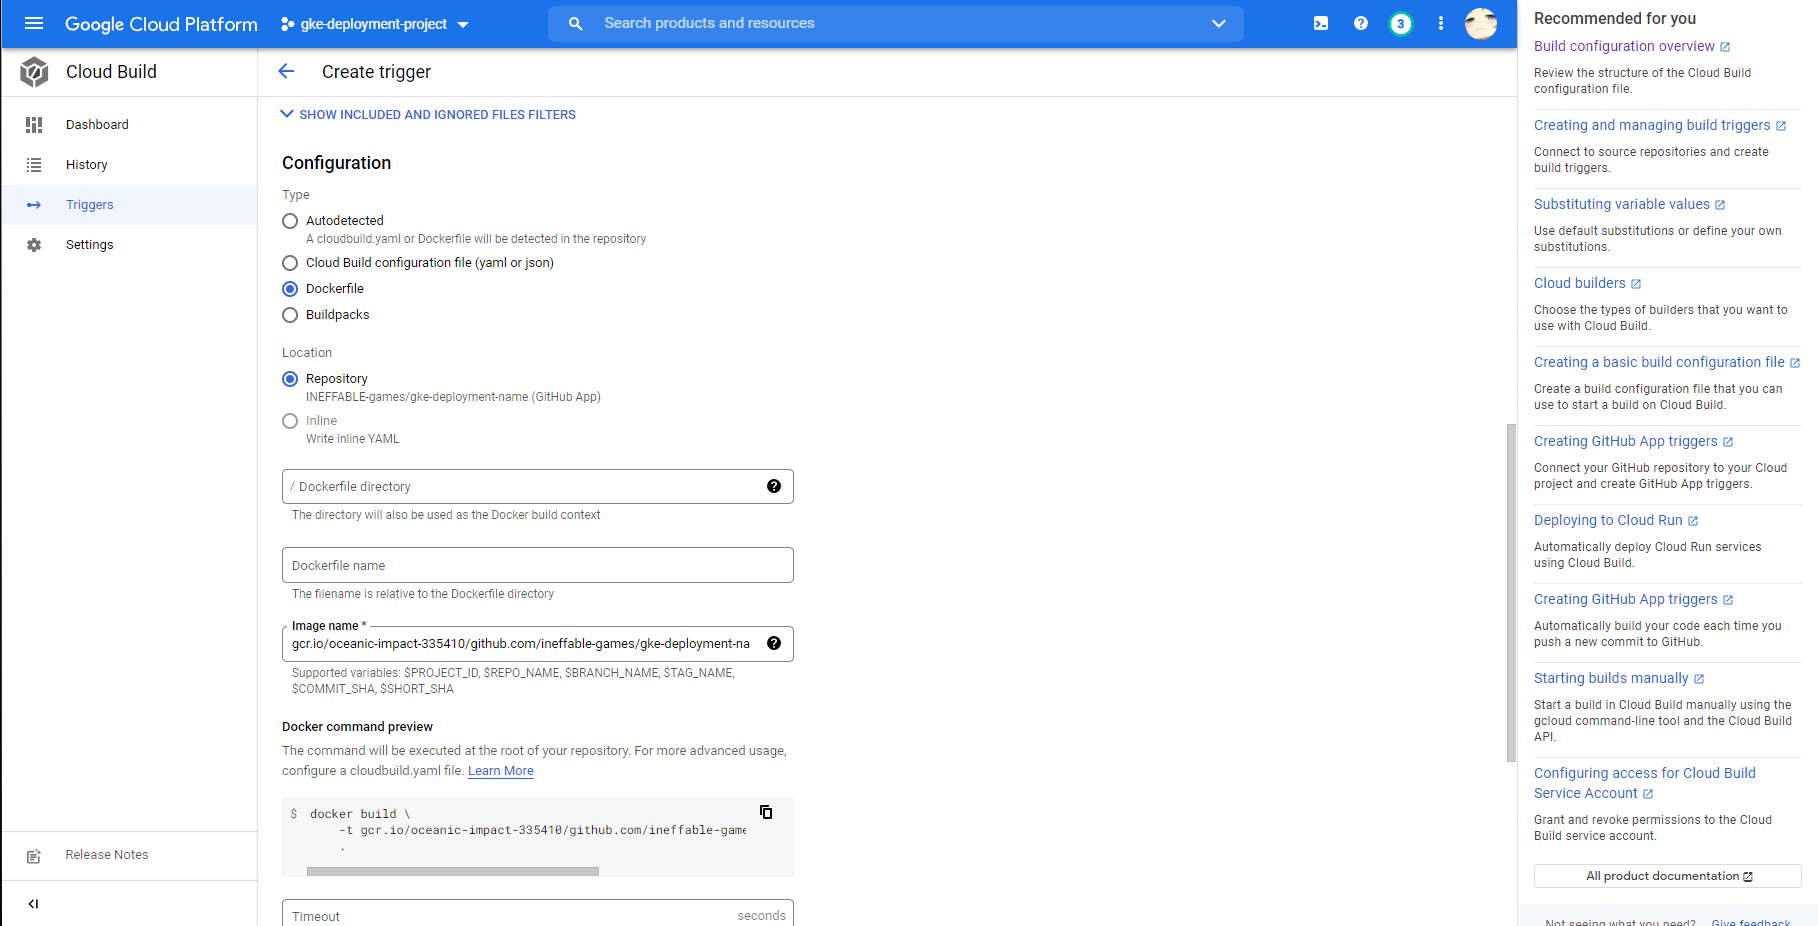 Google Cloud Platform
gke-deployment-project
Search products and resources
3
Cloud Build
Create trigger
Dashboard
History
Triggers
Settings
Release Notes
SHOW INCLUDED AND IGNORED FILES FILTERS
Configuration
Type
Autodetected
A cloudbuild.yaml or Dockerfile will be detected in the repository
Cloud Build configuration file (yaml or json)
Dockerfile
Buildpacks
Location
Repository
INEFFABLE-games/gke-deployment-name (GitHub App)
Inline
Write inline YAML
/ Dockerfile directory
The directory will also be used as the Docker build context
Dockerfile name
The filename is relative to the Dockerfile directory
Image name *
gcr.io/oceanic-impact-335410/github.com/ineffable-games/gke-deployment-na
Supported variables: $PROJECT_ID, $REPO_NAME, $BRANCH_NAME, $TAG_NAME,
$COMMIT_SHA, $SHORT_SHA
Docker command preview
The command will be executed at the root of your repository. For more advanced usage,
configure a cloudbuild.yaml file. Learn More
$ docker build \
-t gcr.io/oceanic-impact-335410/github.com/ineffable-game
.
Timeout seconds
Recommended for you
Build configuration overview
Review the structure of the Cloud Build
configuration file.
Creating and managing build triggers
Connect to source repositories and create
build triggers.
Substituting variable values
Use default substitutions or define your own
substitutions.
Cloud builders
Choose the types of builders that you want to
use with Cloud Build.
Creating a basic build configuration file
Create a build configuration file that you can
use to start a build on Cloud Build.
Creating GitHub App triggers
Connect your GitHub repository to your Cloud
project and create GitHub App triggers.
Deploying to Cloud Run
Automatically deploy Cloud Run services
using Cloud Build.
Creating GitHub App triggers
Automatically build your code each time you
push a new commit to GitHub.
Starting builds manually
Start a build in Cloud Build manually using the
gcloud command-line tool and the Cloud Build
API.
Configuring access for Cloud Build
Service Account
Grant and revoke permissions to the Cloud
Build service account.
All product documentation
Not seeing what you need? Give feedback